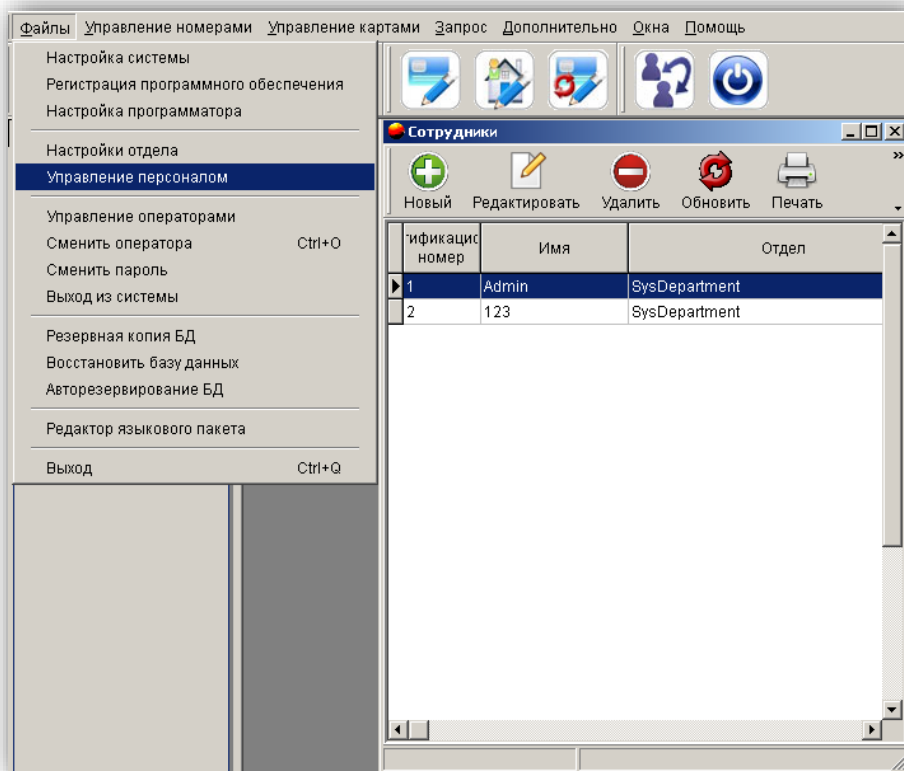 Файлы Управление номерами Управление картами Запрос Дополнительно Окна Помощь
Настройка системы
Регистрация программного обеспечения
Настройка программатора
Настройки отдела
Управление персоналом
Управление операторами
Сменить оператора Ctrl+O
Сменить пароль
Выход из системы
Резервная копия БД
Восстановить базу данных
Авторезервирование БД
Редактор языкового пакета
Выход Ctrl+Q
Сотрудники
Новый Редактировать Удалить Обновить Печать
тификацис
номер Имя Отдел
1 Admin SysDepartment
2 123 SysDepartment